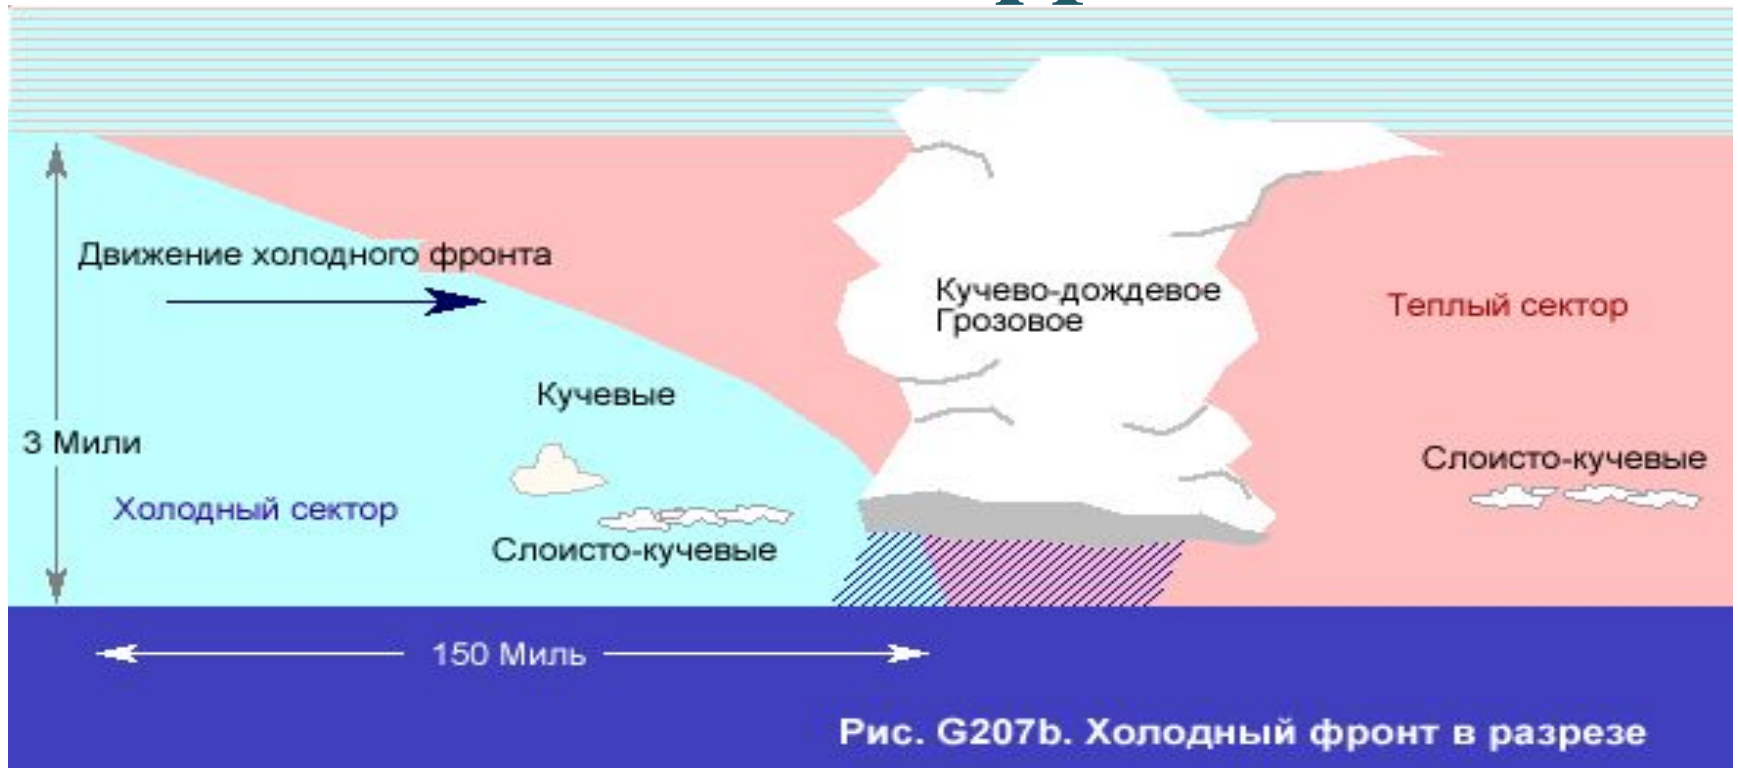 Движение холодного фронта
Кучево-дождевое
Грозовое
Теплый сектор
Кучевые
3 Мили
Слоисто-кучевые
Холодный сектор
Слоисто-кучевые
150 Миль
Рис. G207b. Холодный фронт в разрезе